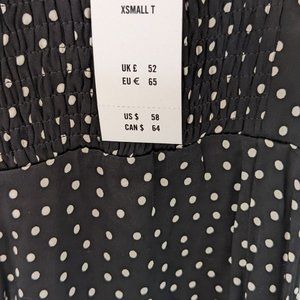 XSMALL T
UK £ 52
EU € 65
US $ 58
CAN $ 64